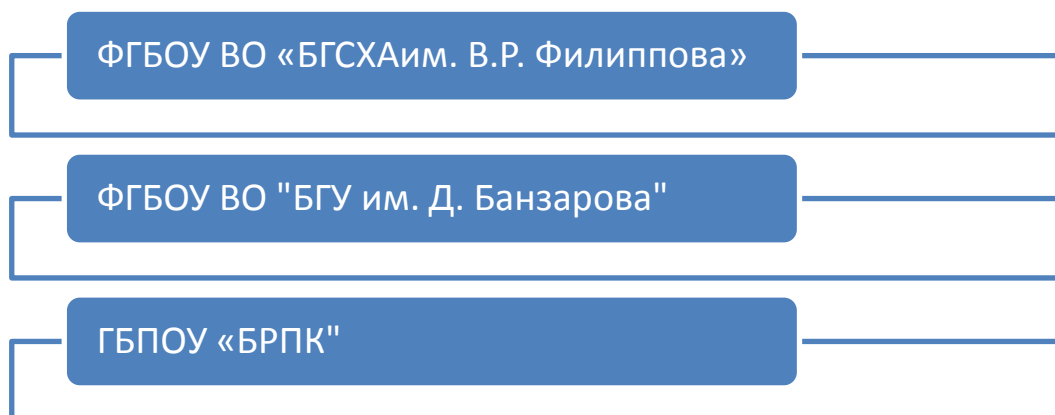 ФГБОУ ВО «БГСХАим. В.Р. Филиппова»
ФГБОУ ВО "БГУ им. Д. Банзарова"
ГБПОУ «БРПК"